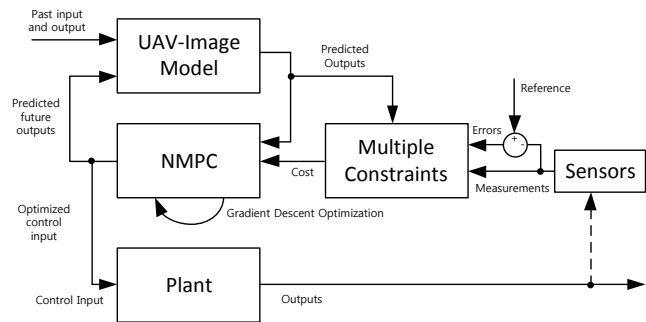 Past input and output
UAV-Image
Model
Predicted
Outputs
Reference
Predicted
future
outputs
NMPC
Cost
Multiple
Constraints
Errors
+
-
Measurements
Sensors
Gradient Descent Optimization
Optimized
control
input
Control Input
Plant
Outputs